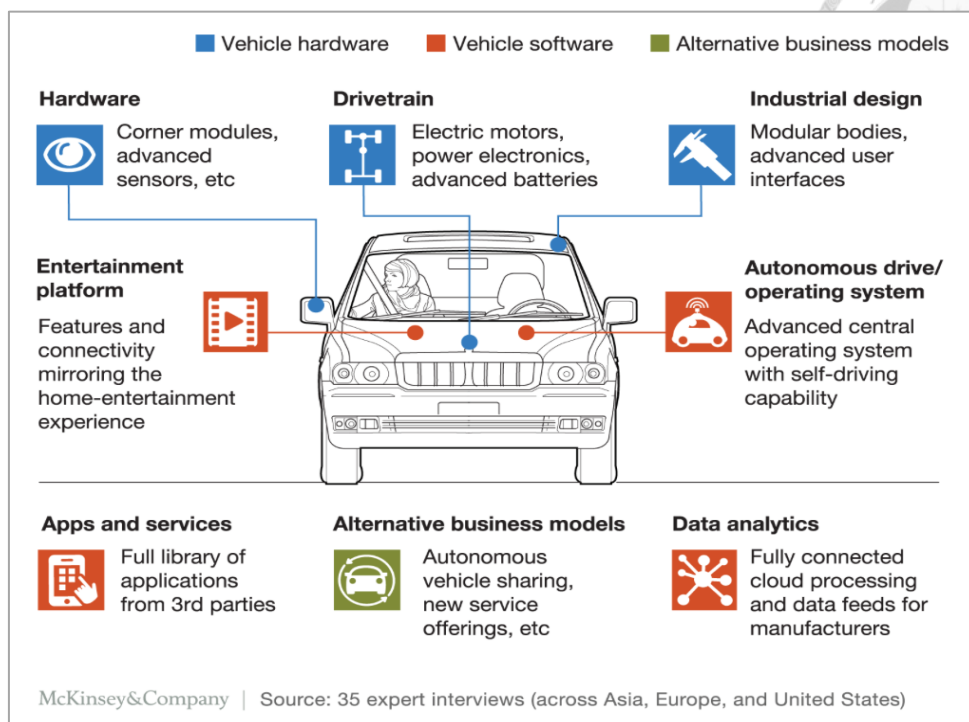 Vehicle hardware
Vehicle software
Alternative business models
Hardware
Corner modules,
advanced
sensors, etc
Drivetrain
Electric motors,
power electronics,
advanced batteries
Industrial design
Modular bodies,
advanced user
interfaces
Entertainment
platform
Features and
connectivity
mirroring the
home-entertainment
experience
Autonomous drive/
operating system
Advanced central
operating system
with self-driving
capability
Apps and services
Full library of
applications
from 3rd parties
Alternative business models
Autonomous
vehicle sharing,
new service
offerings, etc
Data analytics
Fully connected
cloud processing
and data feeds for
manufacturers
McKinsey&Company | Source: 35 expert interviews (across Asia, Europe, and United States)